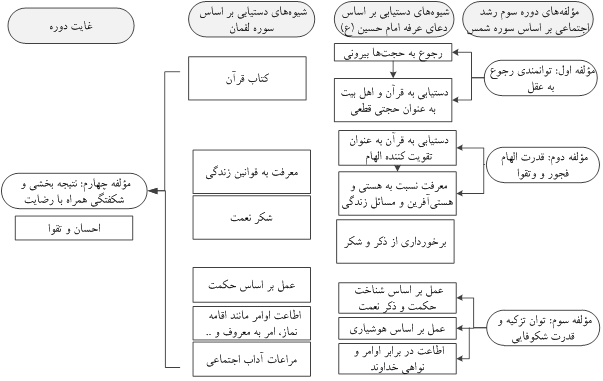 مؤلفه‌های دوره سوم رشد
اجتماعی بر اساس سوره شمس
شیوه‌های دستیابی بر اساس
دعای عرفه امام حسین (ع)
شیوه‌های دستیابی بر اساس
سوره لقمان
غایت دوره
مؤلفه اول: توانمندی رجوع
به عقل
رجوع به حجت‌ها بیرونی
دستیابی به قرآن و اهل بیت
به عنوان حجتی قطعی
کتاب قرآن
مؤلفه دوم: قدرت الهام
فجور و وتقوا
دستیابی به قرآن به عنوان
تقویت کننده الهام
معرفت نسبت به هستی و
هستی‌آفرین و مسائل زندگی
برخورداری از ذکر و شکر
معرفت به قوانین زندگی
شکر نعمت
مؤلفه چهارم: نتیجه بخشی و
شکفتگی همراه با رضایت
احسان و تقوا
مؤلفه سوم: توان تزکیه و
قدرت شکوفایی
عمل بر اساس شناخت
حکمت و ذکر نعمت
عمل بر اساس هوشیاری
اطاعت در برابر اوامر و
نواهی خداوند
عمل بر اساس حکمت
اطاعت اوامر مانند اقامه
نماز، امر به معروف و ..
مراعات آداب اجتماعی